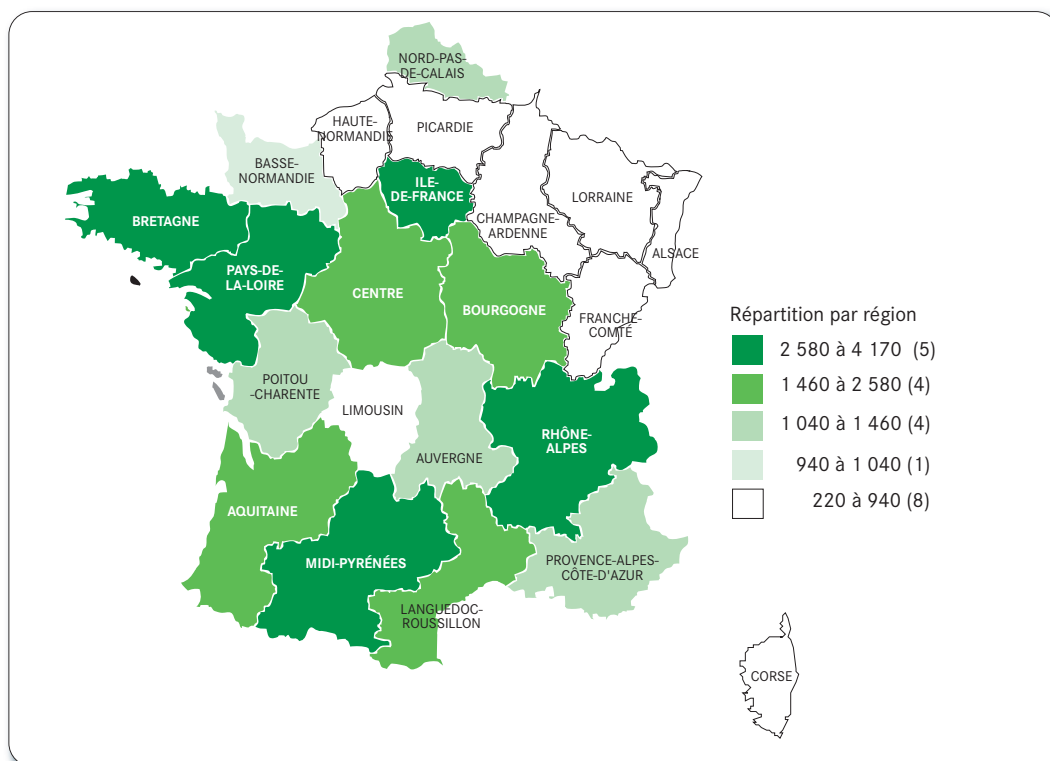 NORD-PAS-
DE-CALAIS
HAUTE-
NORMANDIE
PICARDIE
BASSE-
NORMANDIE
ILE-
DE-FRANCE
LORRAINE
CHAMPAGNE-
ARDENNE
BRETAGNE
ALSACE
PAYS-DE-
LA-LOIRE
CENTRE
BOURGOGNE
FRANCHE-
COMTÉ
POITOU
-CHARENTE
LIMOUSIN
AUVERGNE
RHÔNE-
ALPES
AQUITAINE
MIDI-PYRÉNÉES
PROVENCE-ALPES-
CÔTE-D'AZUR
LANGUEDOC-
ROUSSILLON
CORSE
Répartition par région
2 580 à 4 170 (5)
1 460 à 2 580 (4)
1 040 à 1 460 (4)
940 à 1 040 (1)
220 à 940 (8)